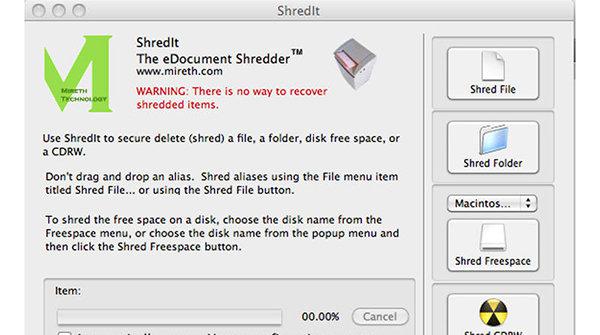 ShredIt
ShredIt
The eDocument Shredder™
www.mireth.com
WARNING: There is no way to recover
shredded items.
MIRETH
TECHNOLOGY
Use ShredIt to secure delete (shred) a file, a folder, disk free space, or
a CDRW.
Don't drag and drop an alias. Shred aliases using the File menu item
titled Shred File... or using the Shred File button.
To shred the free space on a disk, choose the disk name from the
Freespace menu, or choose the disk name from the popup menu and
then click the Shred Freespace button.
Item:
00.00%
Cancel
Shred File
Shred Folder
Macintos...
Shred Freespace
Shred CDRW